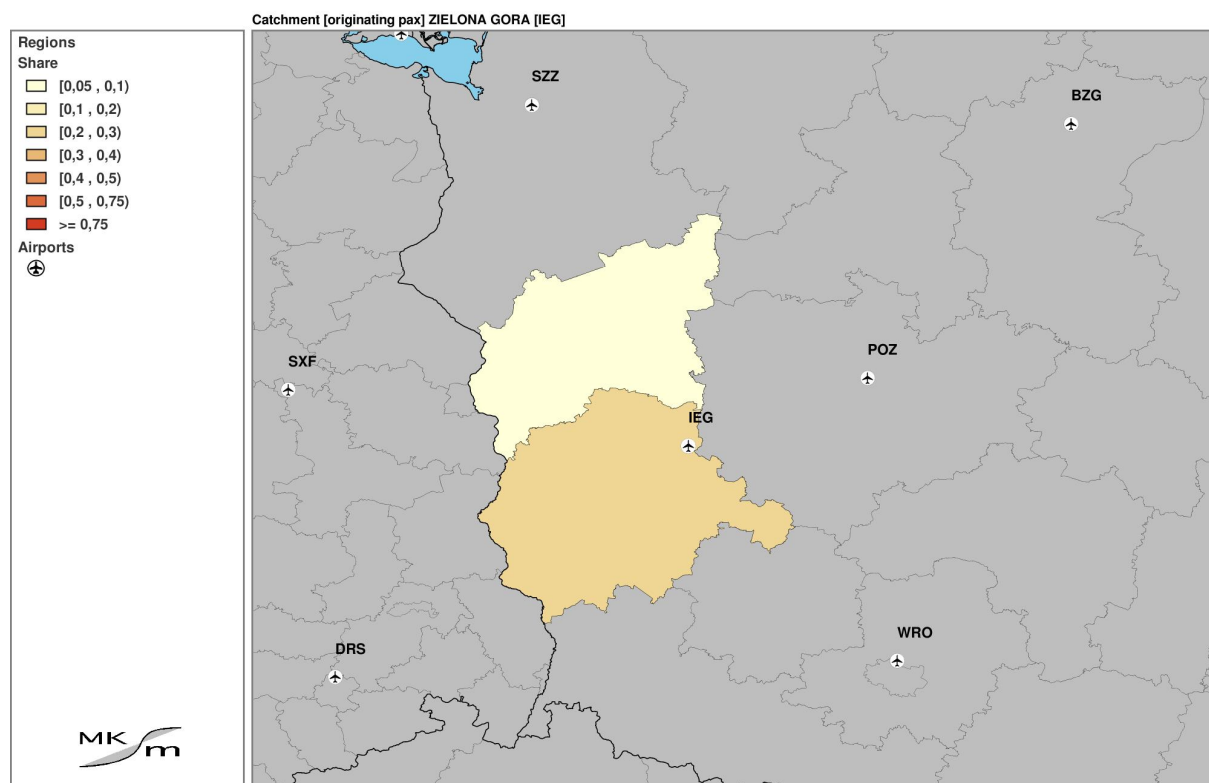 Catchment [originating pax] ZIELONA GORA [IEG]
Regions
Share
[0,05 , 0,1)
[0,1 , 0,2)
[0,2 , 0,3)
[0,3 , 0,4)
[0,4 , 0,5)
[0,5 , 0,75)
>= 0,75
Airports
SZZ
BZG
SXF
POZ
IEG
DRS
WRO
MK
m